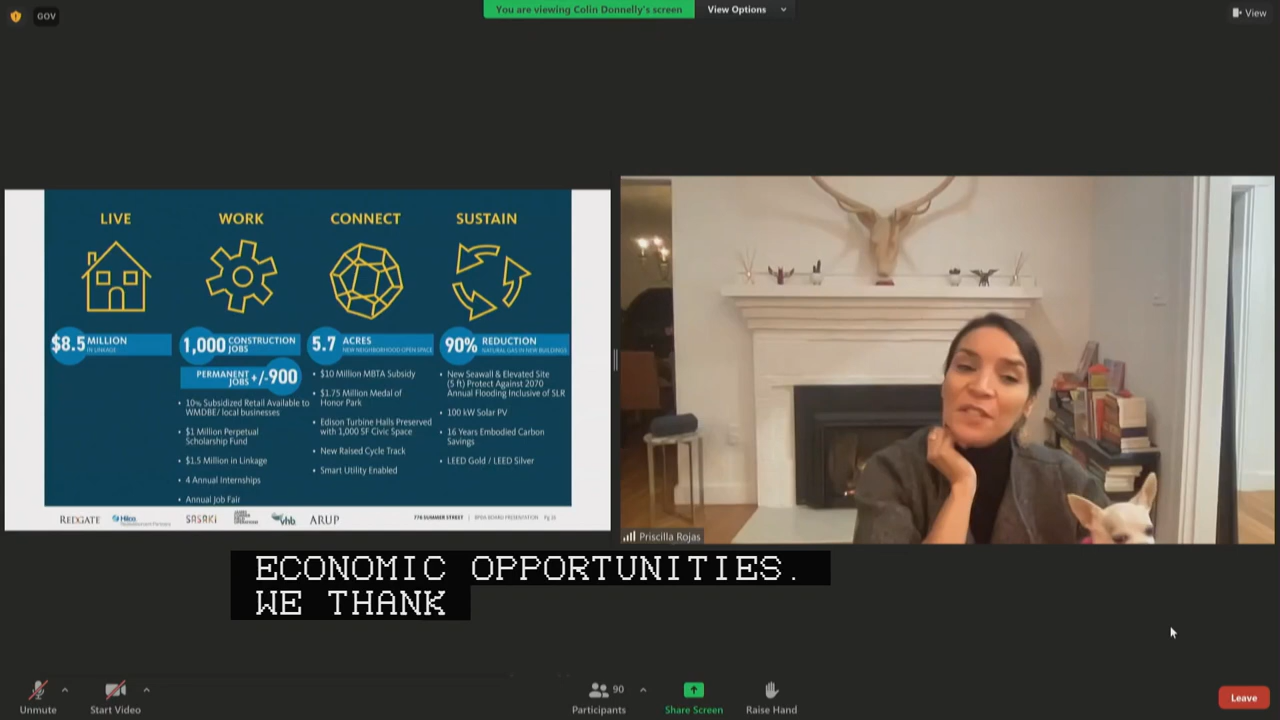 GOV
You are viewing Colin Donnelly's screen
View Options
View
LIVE
WORK
CONNECT
SUSTAIN
$8.5 MILLION
IN LINKAGE
1,000 CONSTRUCTION JOBS
PERMANENT JOBS +/-900
• 10% Subsidized Retail Available to
WMDBE/ local businesses
• $1 Million Perpetual
Scholarship Fund
• $1.5 Million in Linkage
• 4 Annual Internships
• Annual Job Fair
5.7 ACRES
NEW NEIGHBORHOOD OPEN SPACE
• $10 Million MBTA Subsidy
• $1.75 Million Medal of
Honor Park
• Edison Turbine Halls Preserved
with 1,000 SF Civic Space
• New Raised Cycle Track
• Smart Utility Enabled
90% REDUCTION
NATURAL GAS IN NEW BUILDINGS
• New Seawall & Elevated Site
(5 ft) Protect Against 2070
Annual Flooding Inclusive of SLR
• 100 kW Solar PV
• 16 Years Embodied Carbon
Savings
• LEED Gold / LEED Silver
REDGATE
Hilco
SASAKI
vhb
ARUP
776 SUMMER STREET | BPDA BOARD PRESENTATION
Priscilla Rojas
ECONOMIC OPPORTUNITIES.
WE THANK
Unmute
Start Video
90
Participants
Share Screen
Raise Hand
Leave